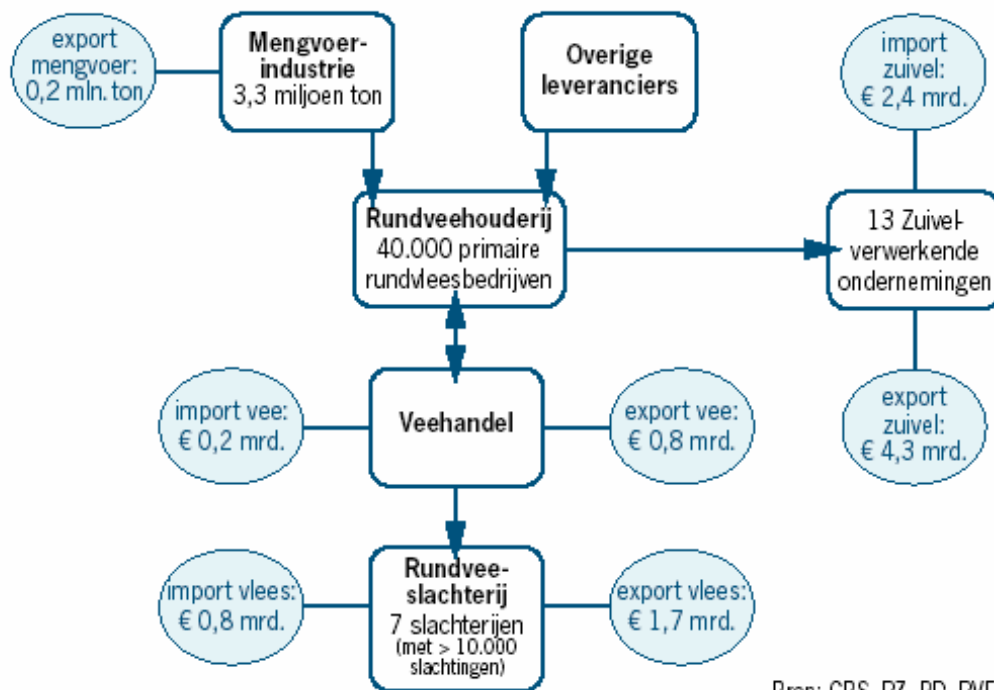 export
mengvoer:
0,2 mln. ton
Mengvoer-
industrie
3,3 miljoen ton
Overige
leveranciers
import
zuivel:
€ 2,4 mrd.
Rundveehouderij
40.000 primaire
rundvleesbedrijven
13 Zuivel-
verwerkende
ondernemingen
import vee:
€ 0,2 mrd.
Veehandel
export vee:
€ 0,8 mrd.
export
zuivel:
€ 4,3 mrd.
import vlees:
€ 0,8 mrd.
Rundvee-
slachterij
7 slachterijen
(met > 10.000
slachtingen)
export vlees:
€ 1,7 mrd.